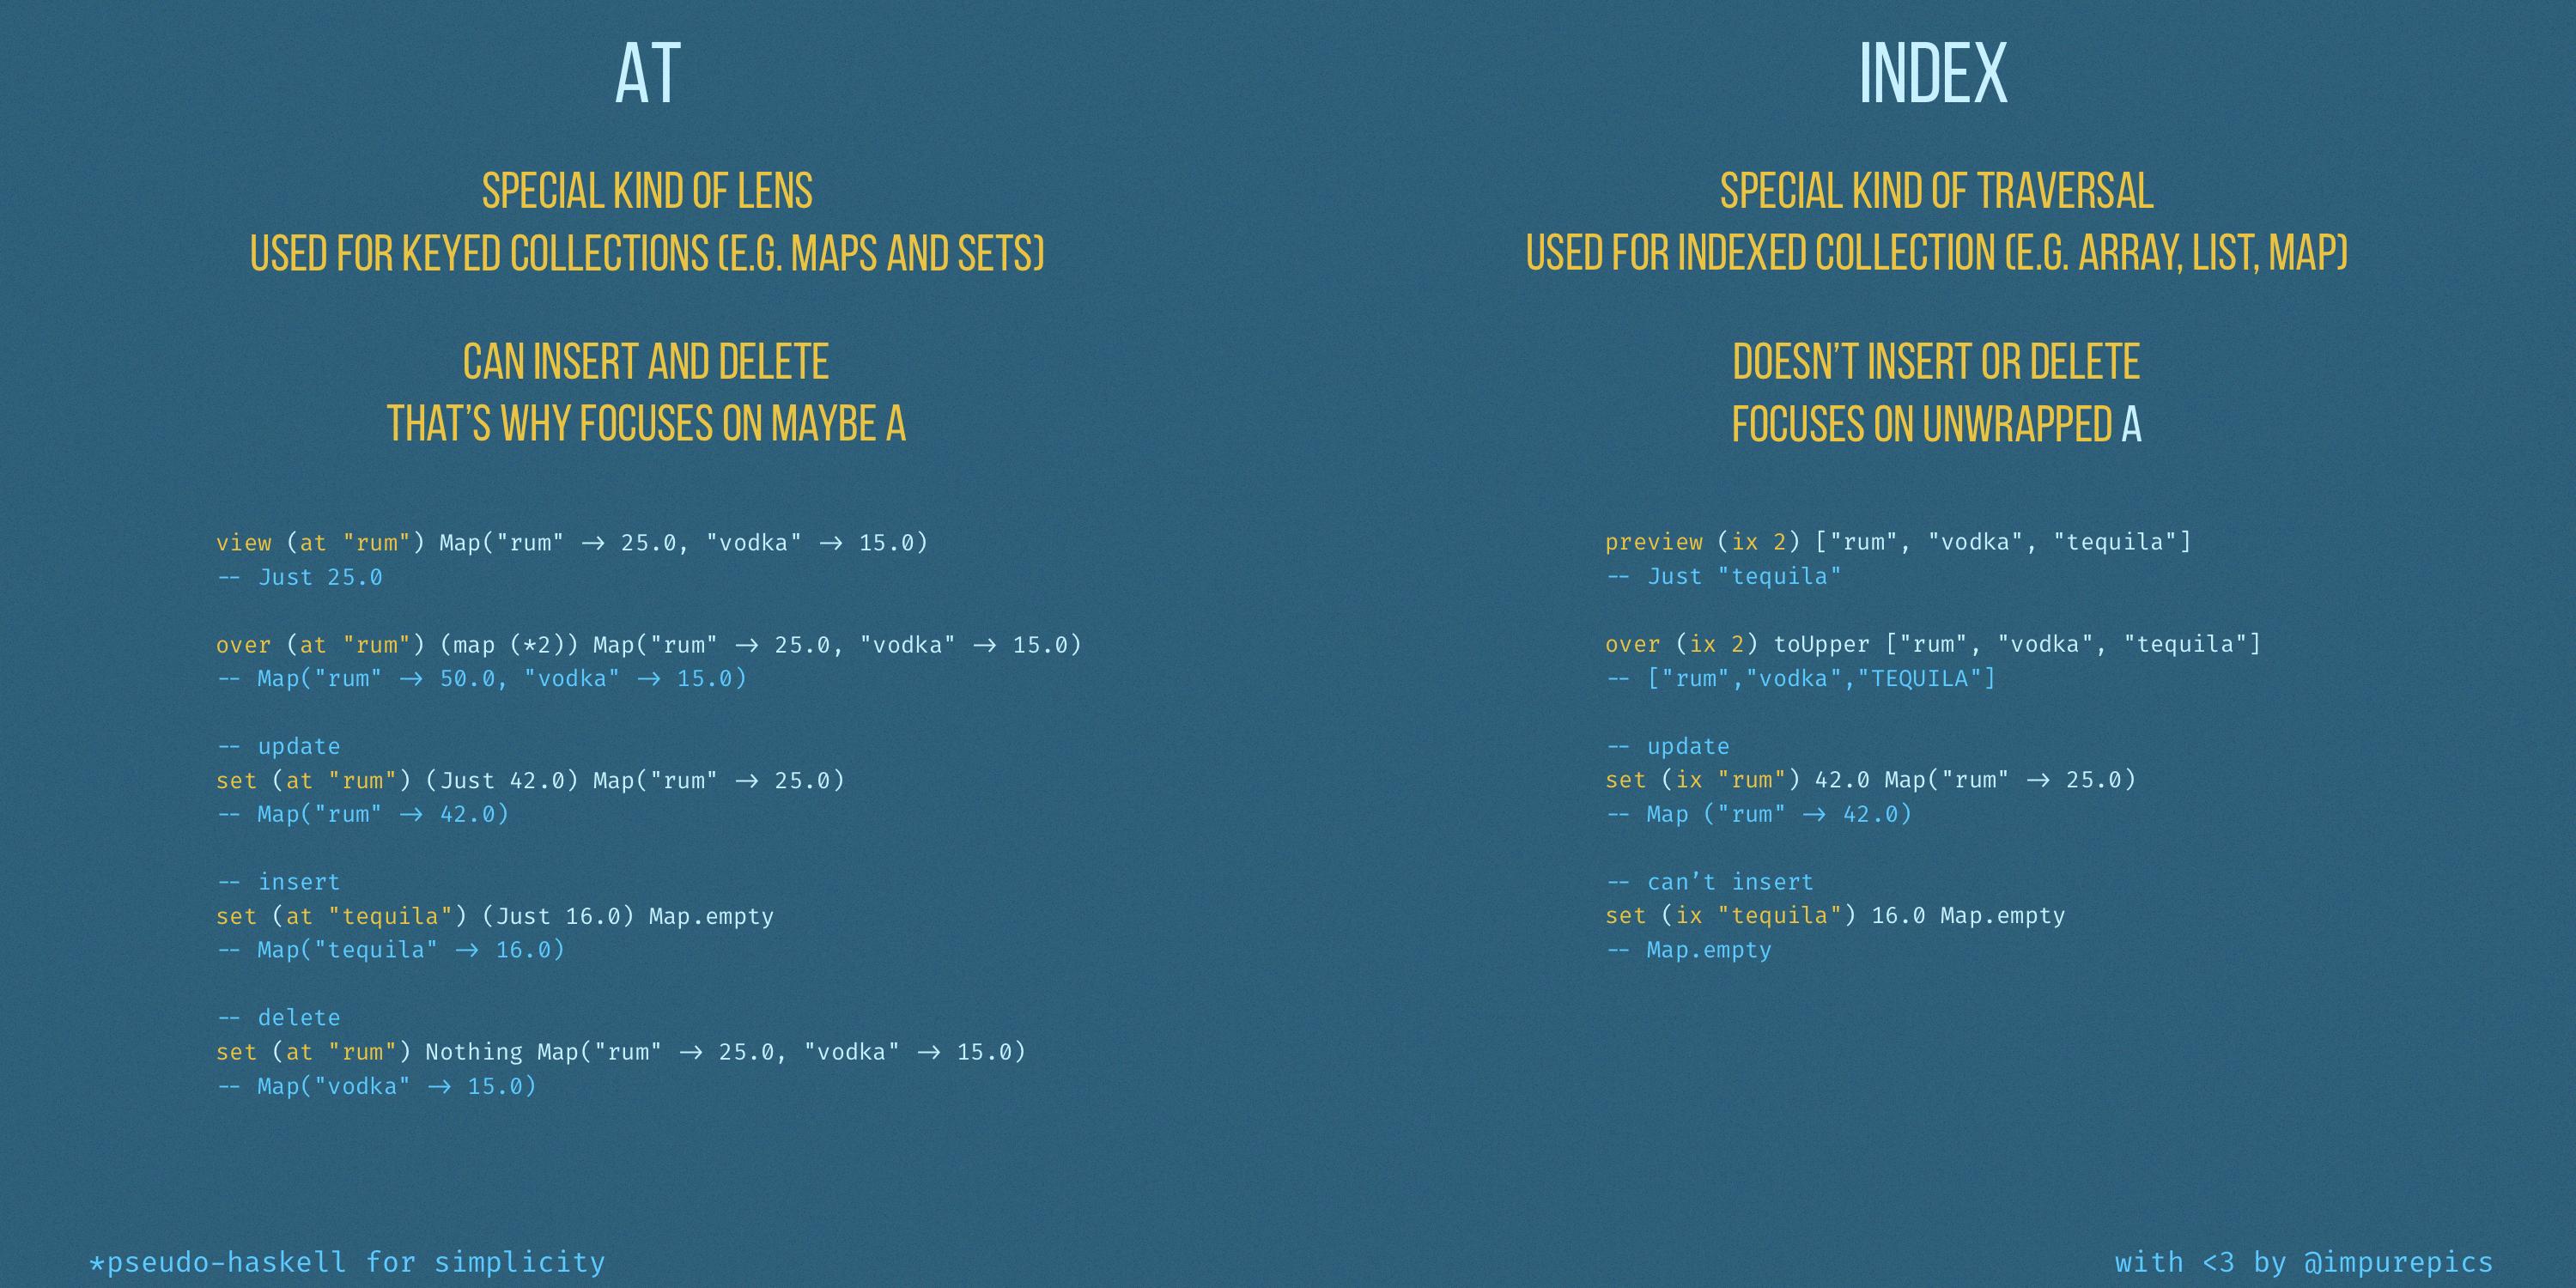 AT
SPECIAL KIND OF LENS
USED FOR KEYED COLLECTIONS (E.G. MAPS AND SETS)
CAN INSERT AND DELETE
THAT'S WHY FOCUSES ON MAYBE A
view (at "rum") Map("rum" → 25.0, "vodka" → 15.0)
-- Just 25.0
over (at "rum") (map (*2)) Map("rum" → 25.0, "vodka" → 15.0)
-- Map("rum" → 50.0, "vodka" → 15.0)
-- update
set (at "rum") (Just 42.0) Map("rum" → 25.0)
-- Map("rum" → 42.0)
-- insert
set (at "tequila") (Just 16.0) Map.empty
-- Map("tequila" → 16.0)
-- delete
set (at "rum") Nothing Map("rum" → 25.0, "vodka" → 15.0)
-- Map("vodka" → 15.0)
INDEX
SPECIAL KIND OF TRAVERSAL
USED FOR INDEXED COLLECTION (E.G. ARRAY, LIST, MAP)
DOESN'T INSERT OR DELETE
FOCUSES ON UNWRAPPED A
preview (ix 2) ["rum", "vodka", "tequila"]
-- Just "tequila"
over (ix 2) toUpper ["rum", "vodka", "tequila"]
-- ["rum","vodka","TEQUILA"]
-- update
set (ix "rum") 42.0 Map("rum" → 25.0)
-- Map ("rum" → 42.0)
-- can't insert
set (ix "tequila") 16.0 Map.empty
-- Map.empty
*pseudo-haskell for simplicity
with <3 by @impurepics